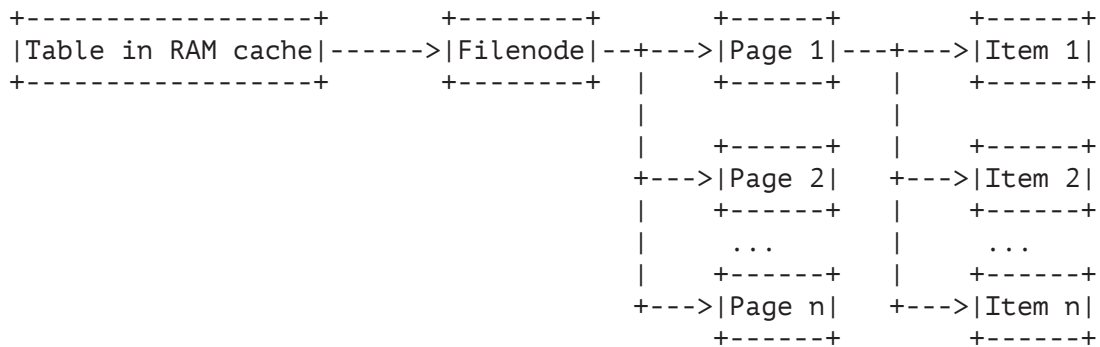 +------------------+       +--------+       +------+        +------+
|Table in RAM cache|------>|Filenode|--+--->|Page 1|---+--->|Item 1|
+------------------+       +--------+  |    +------+   |    +------+
                                       |               |
                                       |    +------+   |    +------+
                                       +--->|Page 2|   +--->|Item 2|
                                       |    +------+   |    +------+
                                       |     ...       |     ...
                                       |    +------+   |    +------+
                                       +--->|Page n|   +--->|Item n|
                                            +------+        +------+